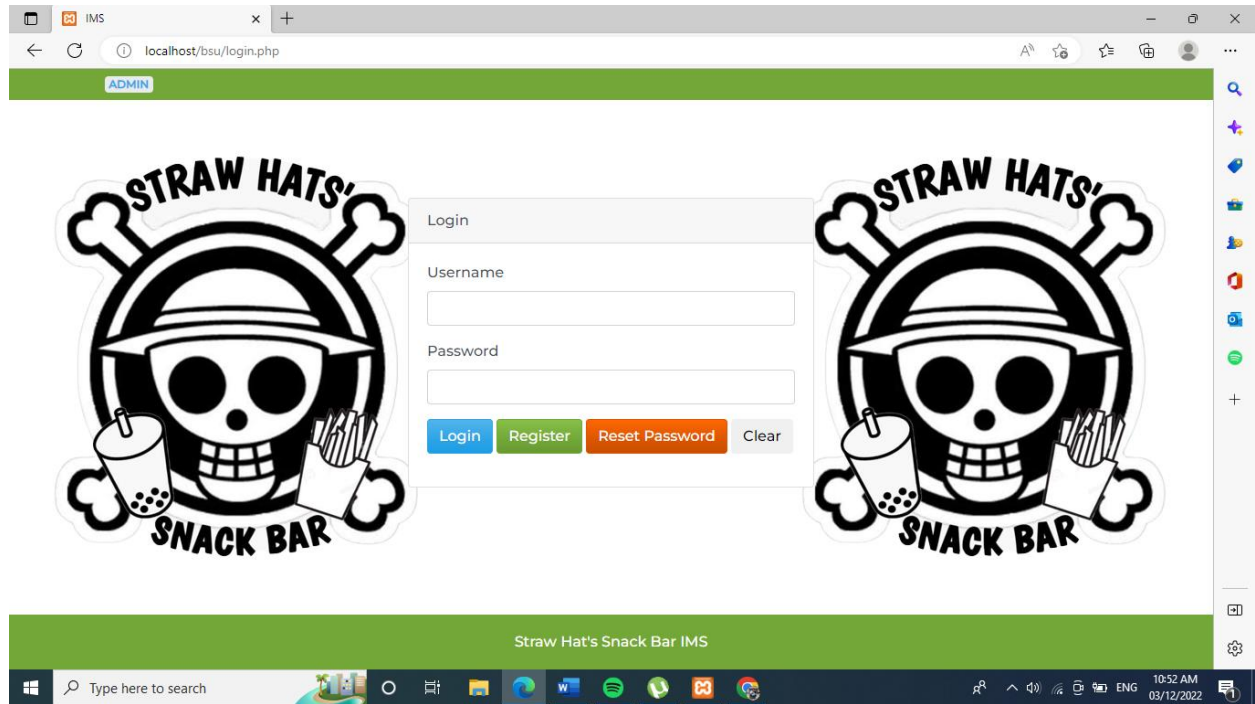 IMS
localhost/bsu/login.php
ADMIN
STRAW HATS'
SNACK BAR
Login
Username
Password
Login Register Reset Password Clear
STRAW HATS'
SNACK BAR
Straw Hat's Snack Bar IMS
Type here to search
ENG
10:52 AM
03/12/2022